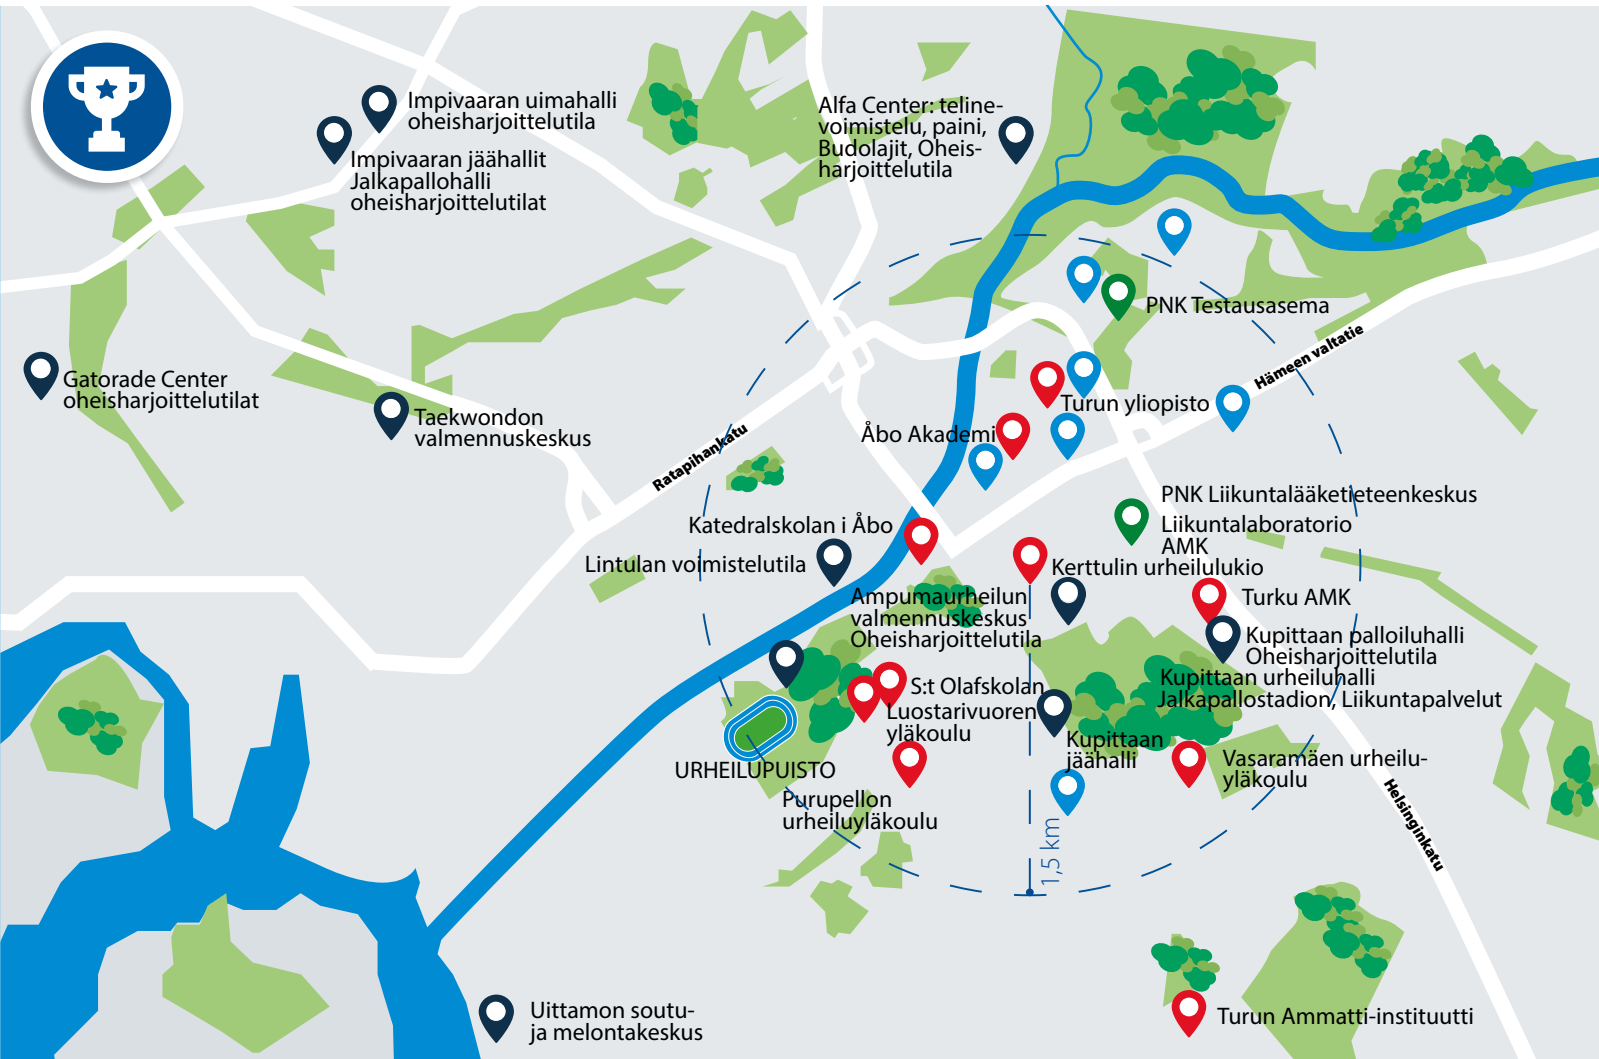 Impivaaran uimahalli
oheisharjoittelutila
Impivaaran jäähallit
Jalkapallohalli
oheisharjoittelutilat
Alfa Center: teline-
voimistelu, paini,
Budolajit, Oheis-
harjoittelutila
PNK Testausasema
Hämeen valtatie
Gatorade Center
oheisharjoittelutilat
Taekwondon
valmennuskeskus
Turun yliopisto
Åbo Akademi
Ratapihankatu
PNK Liikuntalääketieteenkeskus
Liikuntalaboratorio
AMK
Katedralskolan i Åbo
Lintulan voimistelutila
Kerttulin urheilulukio
Ampumaurheilun
valmennuskeskus
Oheisharjoittelutila
Turku AMK
Kupittaan palloiluhalli
Oheisharjoittelutila
Kupittaan urheiluhalli
Jalkapallostadion, Liikuntapalvelut
S:t Olafskolan
Luostarivuoren
yläkoulu
Kupittaan
jäähalli
Vasaramäen urheilu-
yläkoulu
URHEILUPUISTO
Purupellon
urheiluyläkoulu
Helsinginkatu
1,5 km
Uittamon soutu-
ja melontakeskus
Turun Ammatti-instituutti